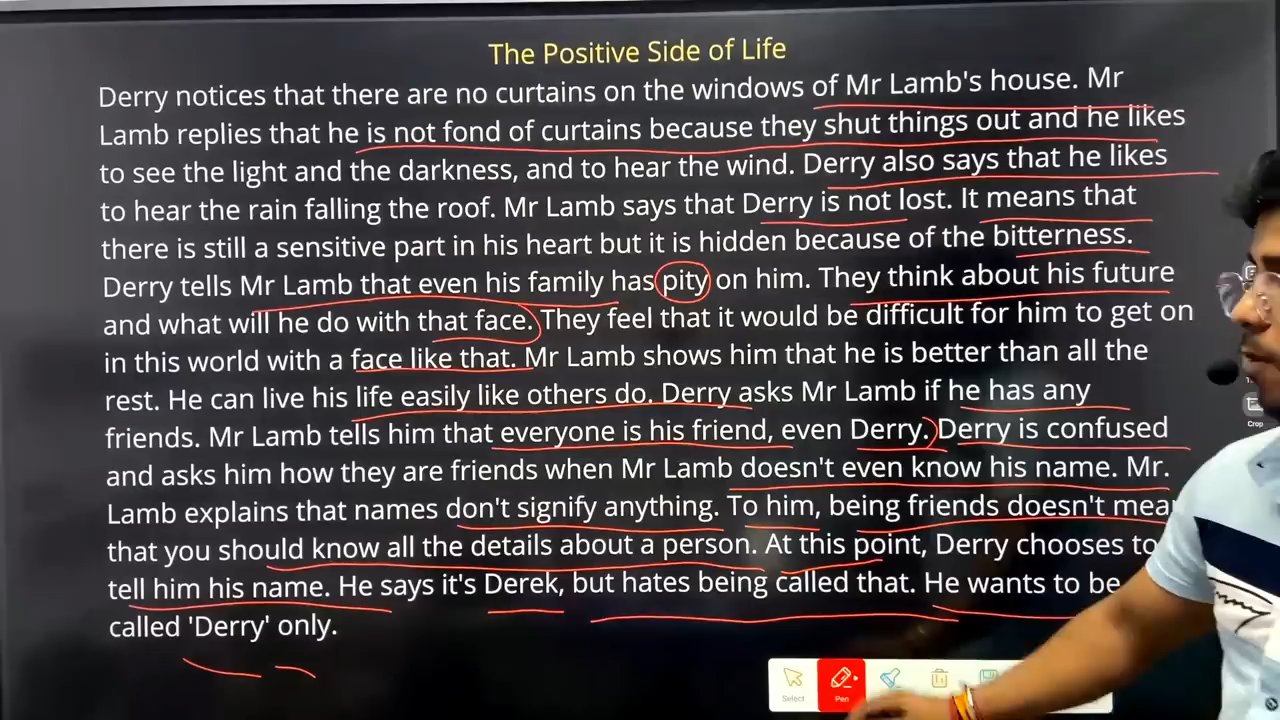 The Positive Side of Life
Derry notices that there are no curtains on the windows of Mr Lamb's house. Mr
Lamb replies that he is not fond of curtains because they shut things out and he likes
to see the light and the darkness, and to hear the wind. Derry also says that he likes
to hear the rain falling the roof. Mr Lamb says that Derry is not lost. It means that
there is still a sensitive part in his heart but it is hidden because of the bitterness.
Derry tells Mr Lamb that even his family has pity on him. They think about his future
and what will he do with that face. They feel that it would be difficult for him to get on
in this world with a face like that. Mr Lamb shows him that he is better than all the
rest. He can live his life easily like others do. Derry asks Mr Lamb if he has any
friends. Mr Lamb tells him that everyone is his friend, even Derry. Derry is confused
and asks him how they are friends when Mr Lamb doesn't even know his name. Mr.
Lamb explains that names don't signify anything. To him, being friends doesn't mea
that you should know all the details about a person. At this point, Derry chooses to
tell him his name. He says it's Derek, but hates being called that. He wants to be
called 'Derry' only.
Select
Pen
Crop